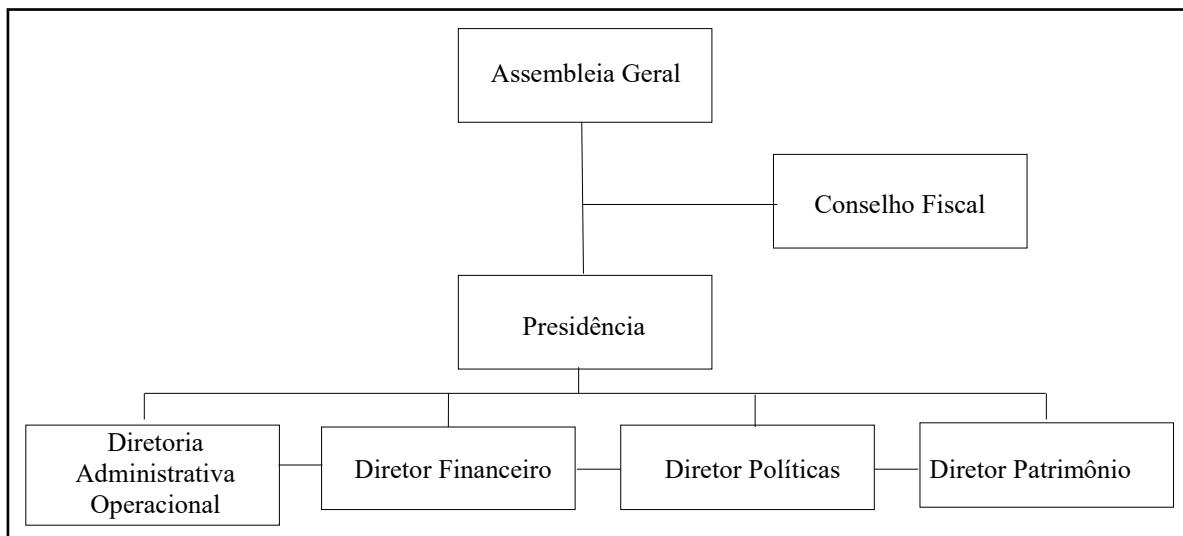 Assembleia Geral
Conselho Fiscal
Presidência
Diretoria
Administrativa
Operacional
Diretor Financeiro
Diretor Políticas
Diretor Patrimônio